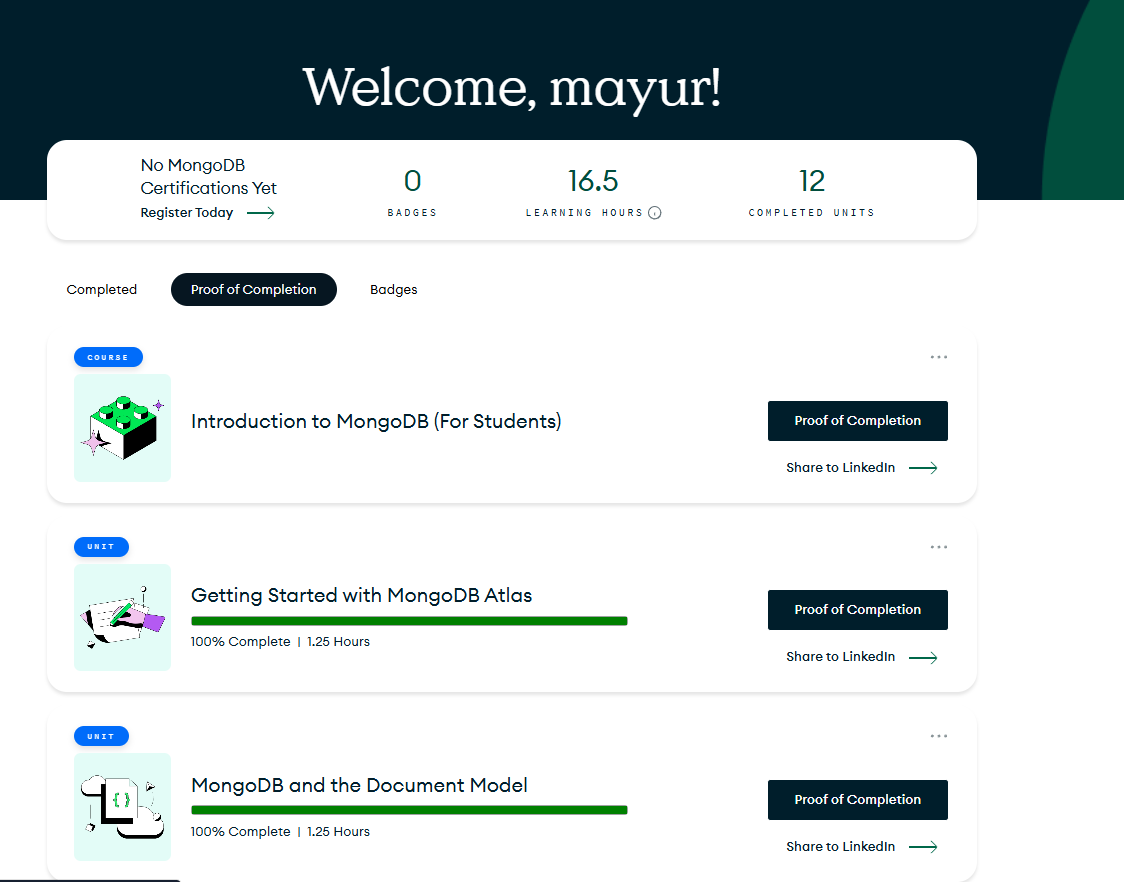 Welcome, mayur!
No MongoDB
Certifications Yet
Register Today
0
BADGES
16.5
LEARNING HOURS
12
COMPLETED UNITS
Completed
Proof of Completion
Badges
COURSE
Introduction to MongoDB (For Students)
Proof of Completion
Share to LinkedIn
UNIT
Getting Started with MongoDB Atlas
100% Complete | 1.25 Hours
Proof of Completion
Share to LinkedIn
UNIT
{}
MongoDB and the Document Model
100% Complete | 1.25 Hours
Proof of Completion
Share to LinkedIn